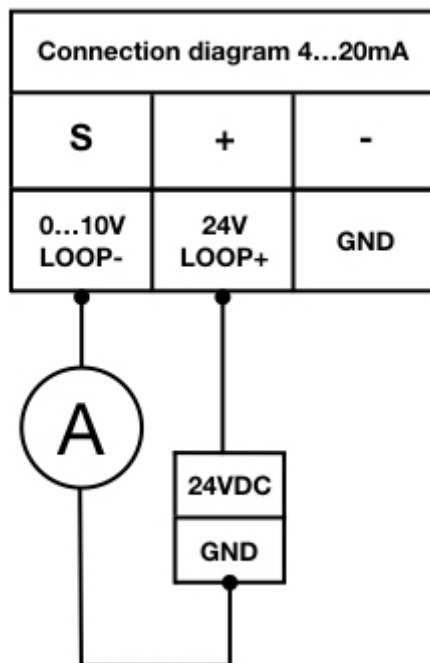 Connection diagram 4...20mA
S + -
0...10V 24V GND
LOOP- LOOP+
A
24VDC
GND